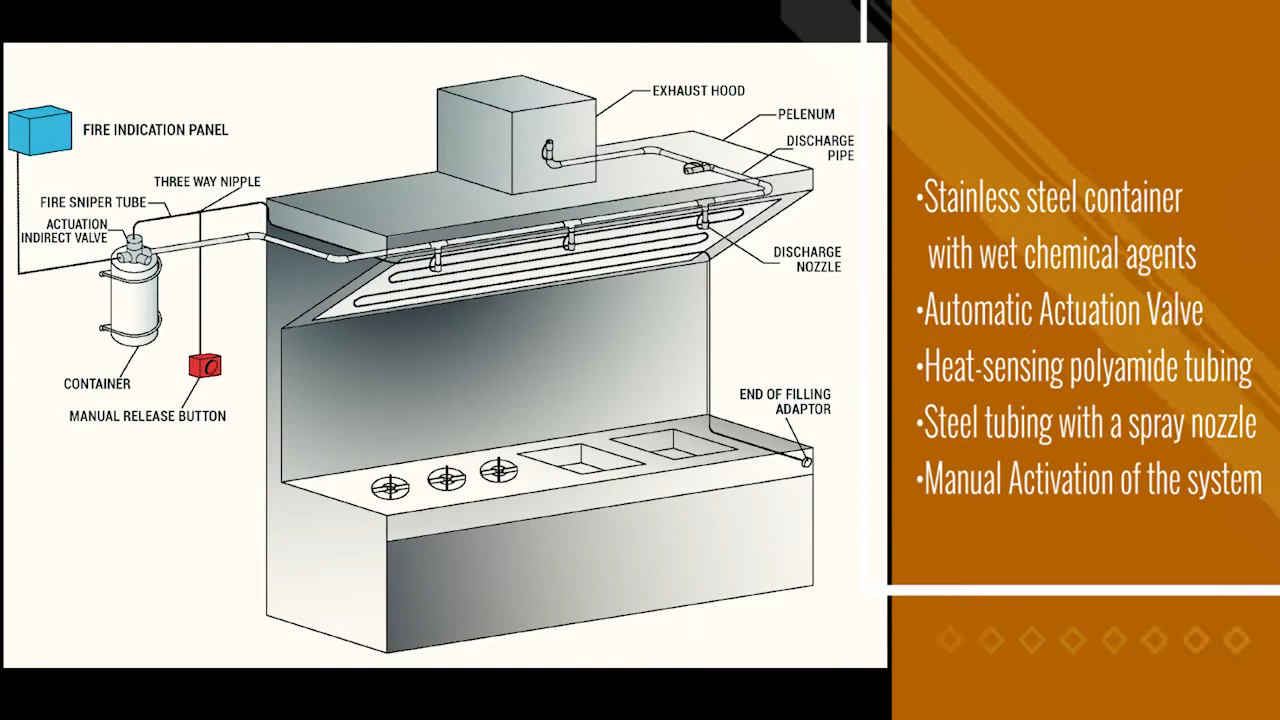 EXHAUST HOOD
PELENUM
DISCHARGE
PIPE
FIRE INDICATION PANEL
THREE WAY NIPPLE
FIRE SNIPER TUBE
ACTUATION
INDIRECT VALVE
DISCHARGE
NOZZLE
CONTAINER
MANUAL RELEASE BUTTON
END OF FILLING
ADAPTOR
•Stainless steel container
with wet chemical agents
•Automatic Actuation Valve
•Heat-sensing polyamide tubing
•Steel tubing with a spray nozzle
•Manual Activation of the system